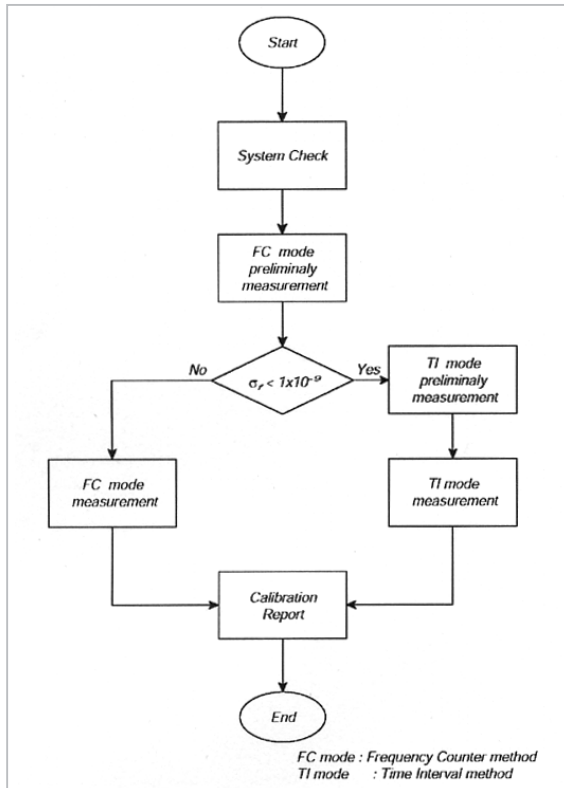 Start
System Check
FC mode
preliminaly
measurement
No
σr < 1x10⁻⁹
Yes
TI mode
preliminaly
measurement
FC mode
measurement
TI mode
measurement
Calibration
Report
End
FC mode : Frequency Counter method
TI mode : Time Interval method